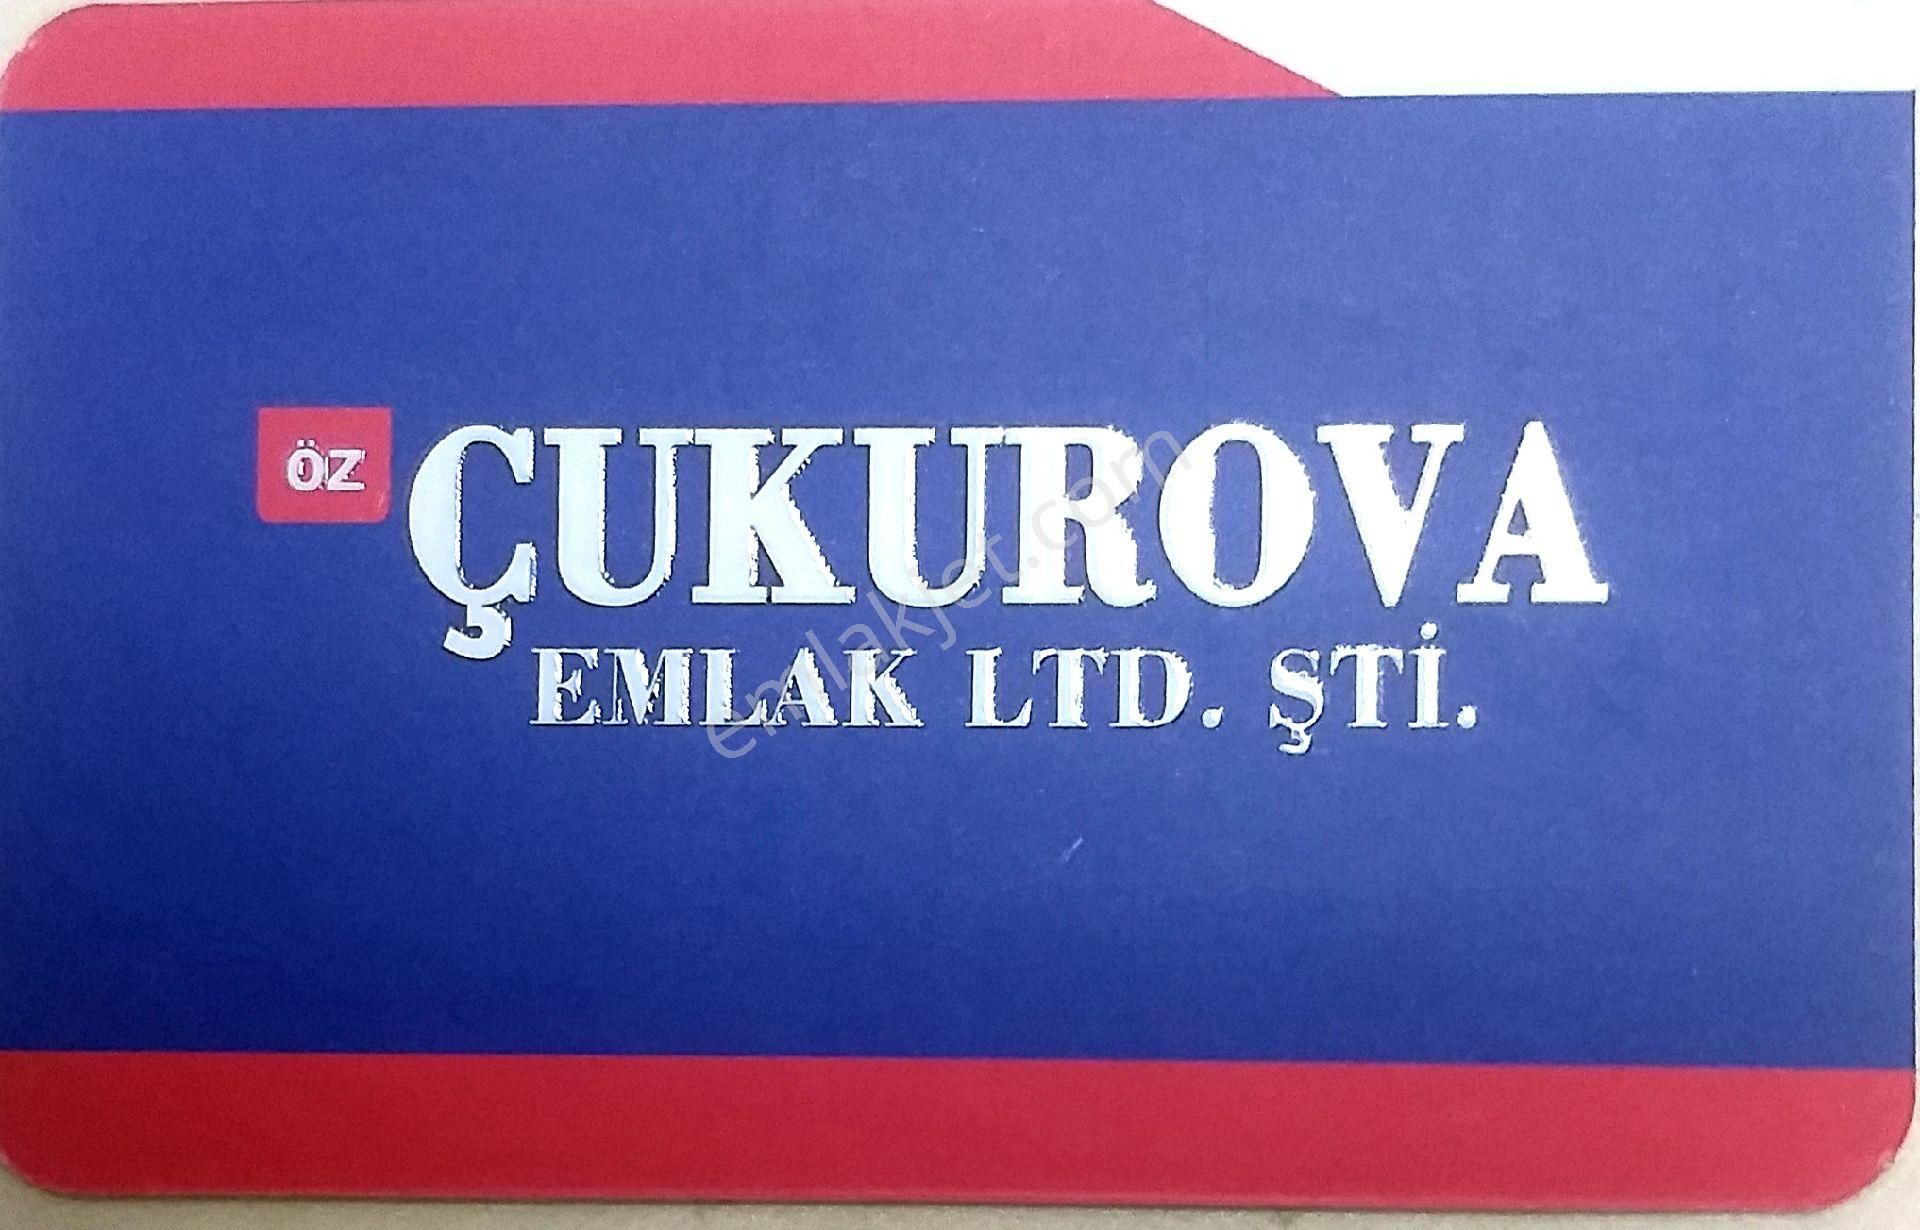 ÖZ ÇUKUROVA
EMLAK LTD. ŞTİ.
emlakjet.com